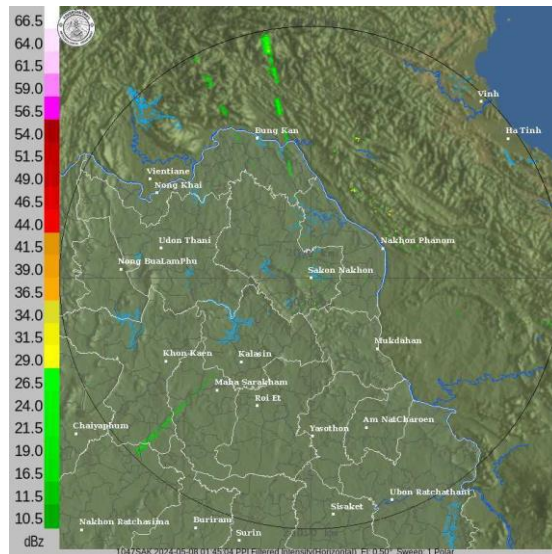 66.5
64.0
61.5
59.0
56.5
54.0
51.5
49.0
46.5
44.0
41.5
39.0
36.5
34.0
31.5
29.0
26.5
24.0
21.5
19.0
16.5
14.0
11.5
10.5
dBz
Vinh
Ha Tinh
Bung Kan
Vientiane
Nong Khai
Udon Thani
Nakhon Phanom
Nong BuaLamPhu
Sakon Nakhon
Mukdahan
Khon Kaen
Kalasin
Maha Sarakham
Roi Et
Chaiyaphum
Yasothon
Am NatCharoen
Ubon Ratchathani
Sisaket
Nakhon Ratchasima
Buriram
Surin